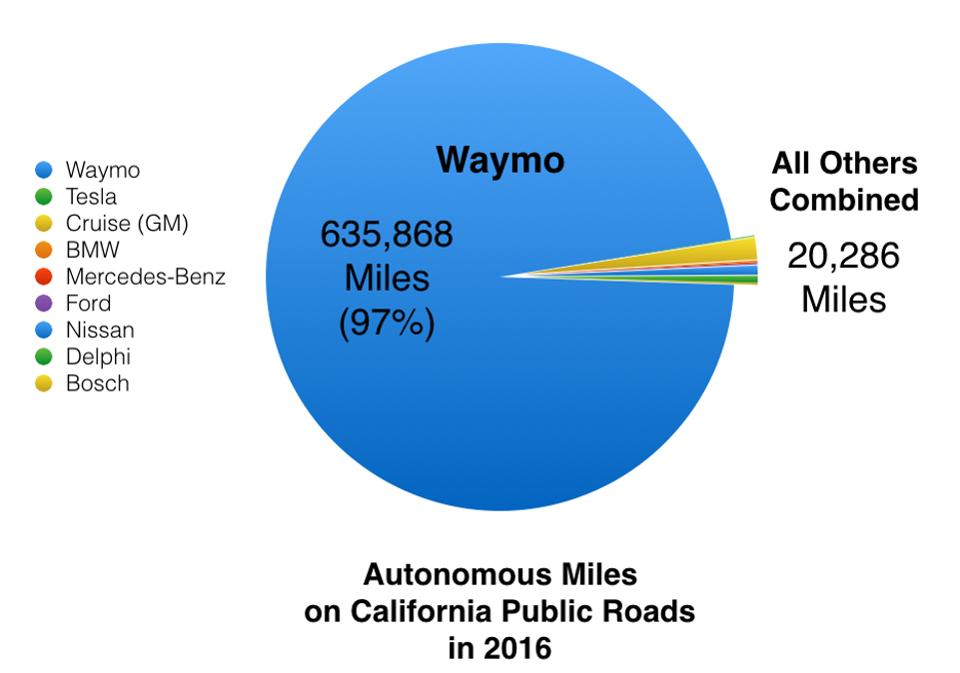 Waymo
Tesla
Cruise (GM)
BMW
Mercedes-Benz
Ford
Nissan
Delphi
Bosch
Waymo
635,868
Miles
(97%)
All Others
Combined
20,286
Miles
Autonomous Miles
on California Public Roads
in 2016